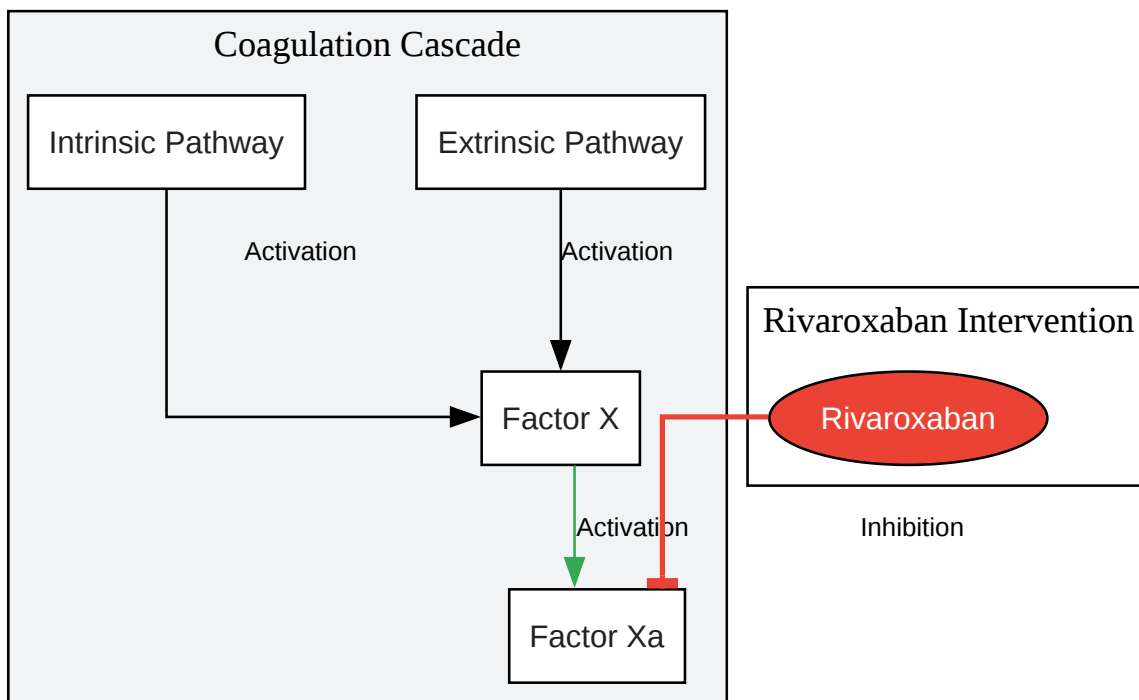 Coagulation Cascade
Intrinsic Pathway
Extrinsic Pathway
Activation
Activation
Rivaroxaban Intervention
Factor X
Rivaroxaban
Activation
Inhibition
Factor Xa